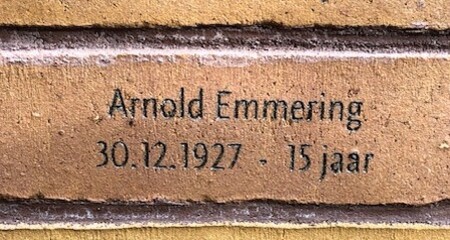 Arnold Emmering
30.12.1927 - 15 jaar